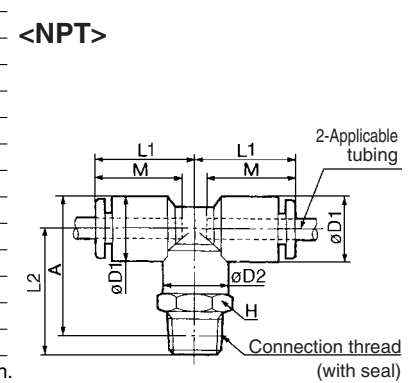 <NPT>
L1 L1
M M
2-Applicable
tubing
L2
A
øD1
øD1
øD2
H
Connection thread
(with seal)